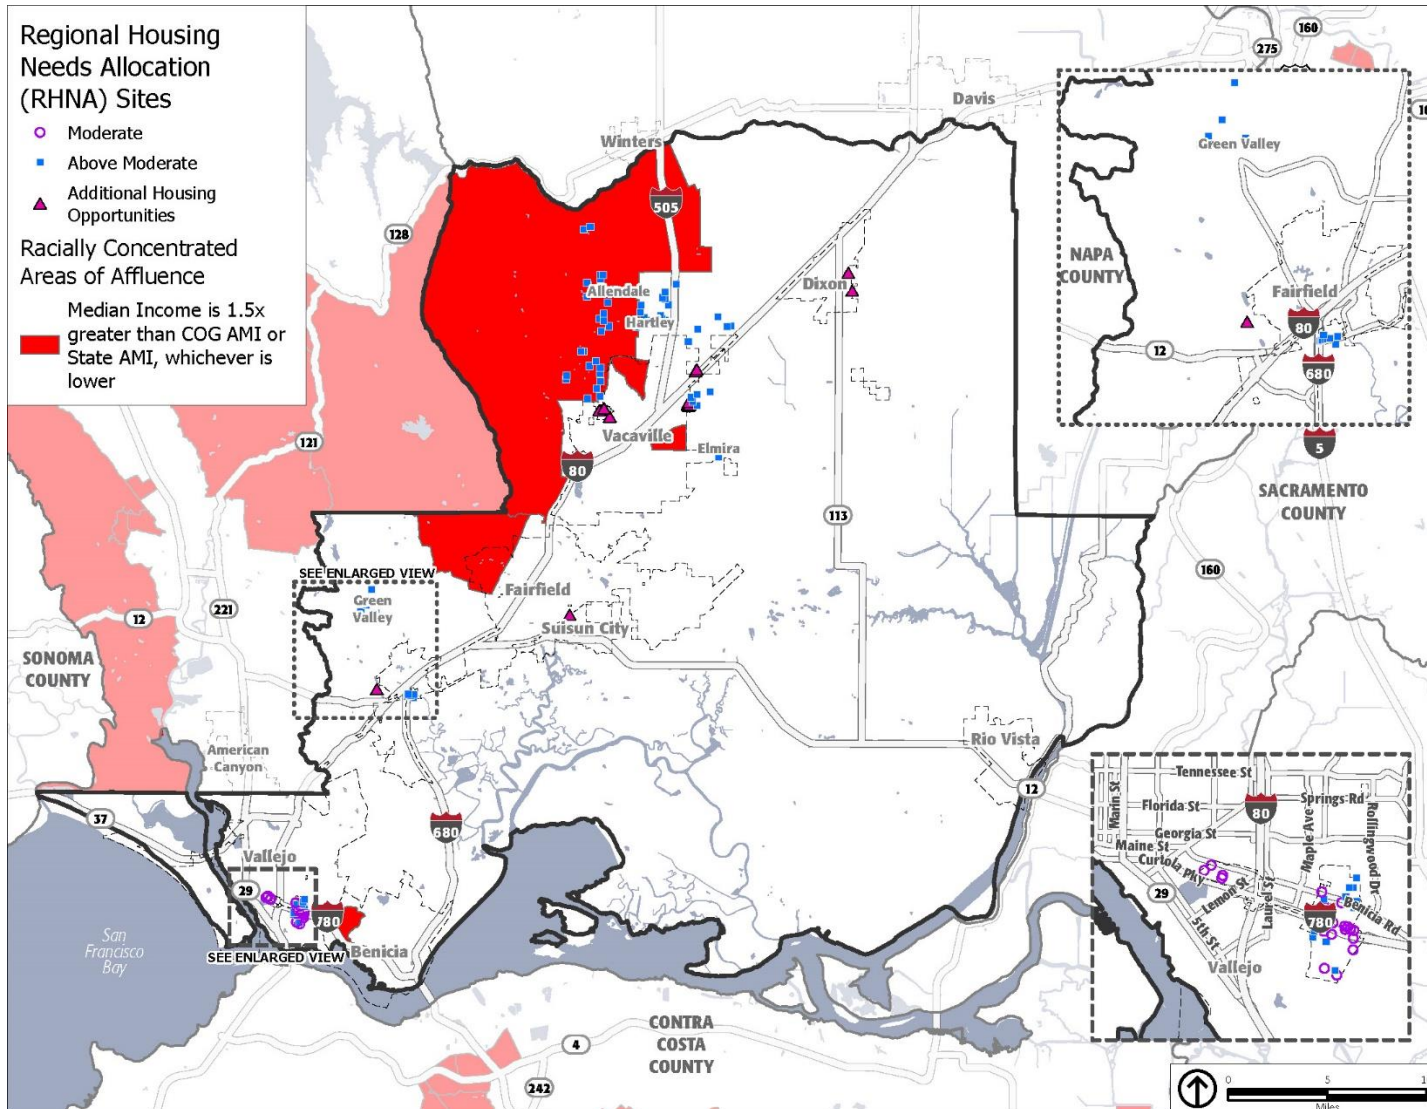 Regional Housing
Needs Allocation
(RHNA) Sites
Moderate
Above Moderate
Additional Housing
Opportunities
Racially Concentrated
Areas of Affluence
Median Income is 1.5x
greater than COG AMI or
State AMI, whichever is
lower
160
275
Davis
Winters
505
128
Green Valley
NAPA
COUNTY
Fairfield
80
12
680
Allendale
Hartley
Dixon
121
Vacaville
Elmira
80
5
SACRAMENTO
COUNTY
113
160
SEE ENLARGED VIEW
Green
Valley
Fairfield
Suisun City
221
12
SONOMA
COUNTY
American
Canyon
Rio Vista
12
37
680
Vallejo
29
780
Benicia
SEE ENLARGED VIEW
San
Francisco
Bay
Tennessee St
Marin St
Florida St
80
Springs Rd
Georgia St
Maple Ave
Rollingwood Dr
Maine St
Curtola Pky
Lemon St
Laurel St
29
5th St
780
Benicia Rd
Vallejo
CONTRA
COSTA
COUNTY
4
242
0 5
Miles